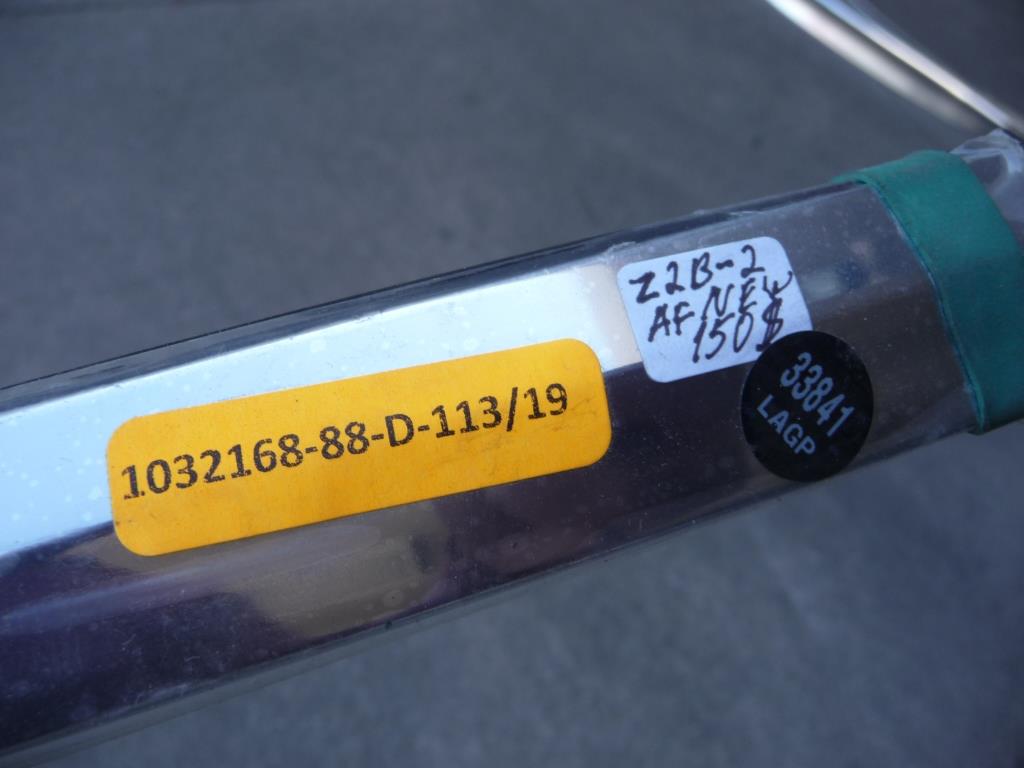 Z2B-2
AF NEW
150$
33841
LAGP
1032168-88-D-113/19